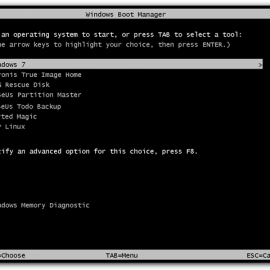 Windows Boot Manager
an operating system to start, or press TAB to select a tool:
e arrow keys to highlight your choice, then press ENTER.)
dows 7 >
ronis True Image Home
Rescue Disk
eUs Partition Master
eUs Todo Backup
ted Magic
Linux
ify an advanced option for this choice, press F8.
dows Memory Diagnostic
=Choose TAB=Menu ESC=Ca